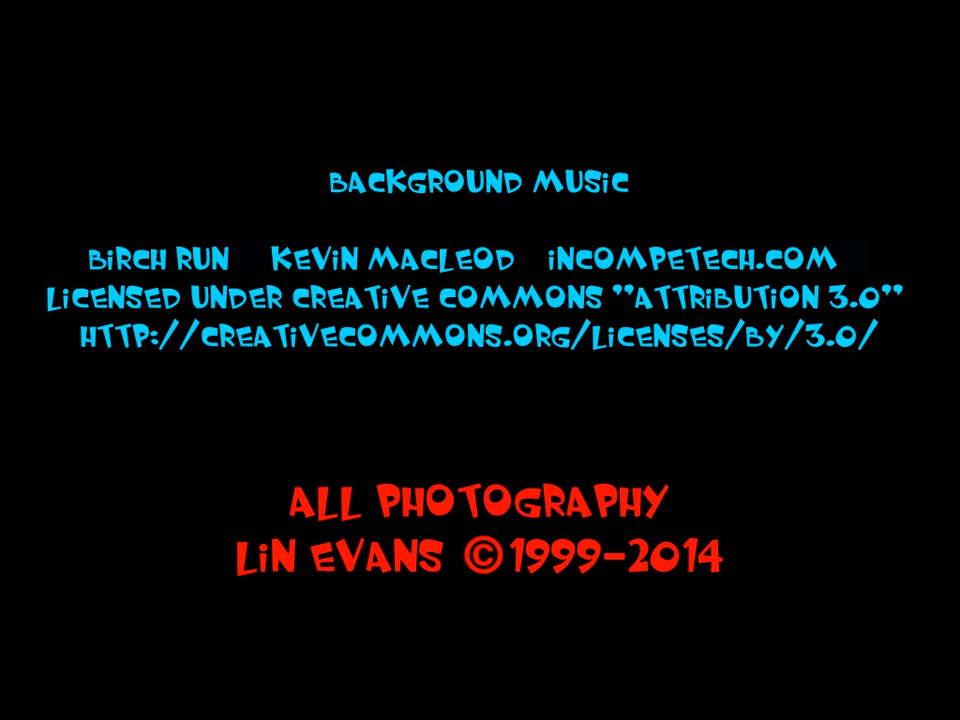 BACKGROUND MUSIC
BiRCH RUN KEViN MACLEOD iNCOMPETECH.COM
LiCENSED UNDER CREATiVE COMMONS "ATTRiBUTiON 3.0"
HTTP://CREATiVECOMMONS.ORG/LiCENSES/BY/3.0/
ALL PHOTOGRAPHY
LiN EVANS ©1999-2014